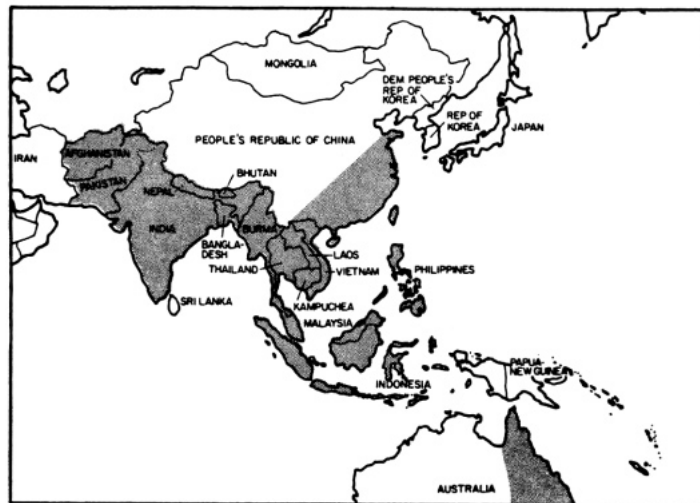 MONGOLIA
DEM PEOPLE'S
REP OF
KOREA
REP OF
KOREA
JAPAN
PEOPLE'S REPUBLIC OF CHINA
IRAN
AFGHANISTAN
PAKISTAN
NEPAL
BHUTAN
INDIA
BANGLA-
DESH
BURMA
LAOS
THAILAND
VIETNAM
PHILIPPINES
SRI LANKA
KAMPUCHEA
MALAYSIA
INDONESIA
PAPUA
NEW GUINEA
AUSTRALIA